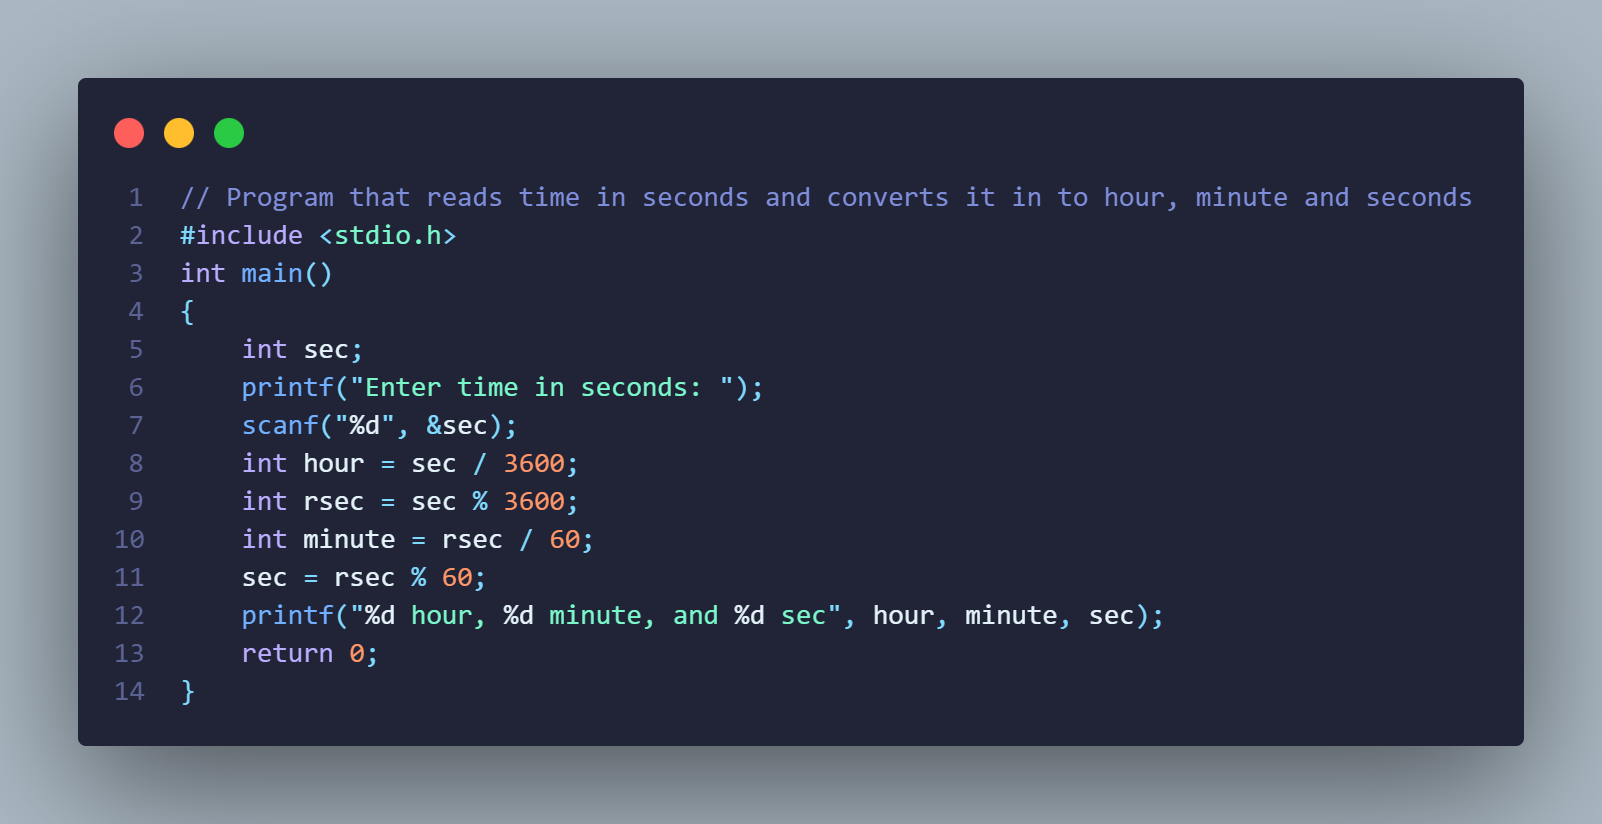 1 // Program that reads time in seconds and converts it in to hour, minute and seconds
2 #include <stdio.h>
3 int main()
4 {
5     int sec;
6     printf("Enter time in seconds: ");
7     scanf("%d", &sec);
8     int hour = sec / 3600;
9     int rsec = sec % 3600;
10     int minute = rsec / 60;
11     sec = rsec % 60;
12     printf("%d hour, %d minute, and %d sec", hour, minute, sec);
13     return 0;
14 }